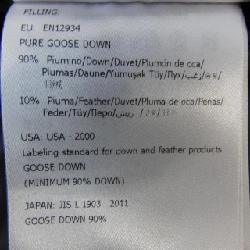 FILLING:
EU EN12934
PURE GOOSE DOWN
90% Piumino/Down/Duvet/Plumón de oca/
Plumas/Daune/Yumuşak Tüy/Пух/
10% Piuma/Feather/Duvet/Pluma de oca/Penas/
Feder/Tüy/Перо/
USA: USA - 2000
Labeling standard for down and feather products
GOOSE DOWN
(MINIMUM 90% DOWN)
JAPAN: JIS L 1903 - 2011
GOOSE DOWN 90%